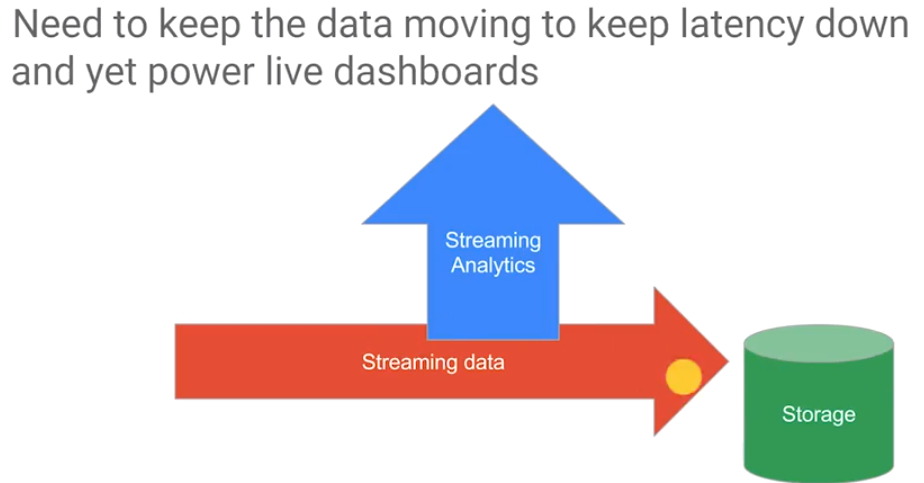 Need to keep the data moving to keep latency down
and yet power live dashboards
Streaming
Analytics
Streaming data
Storage